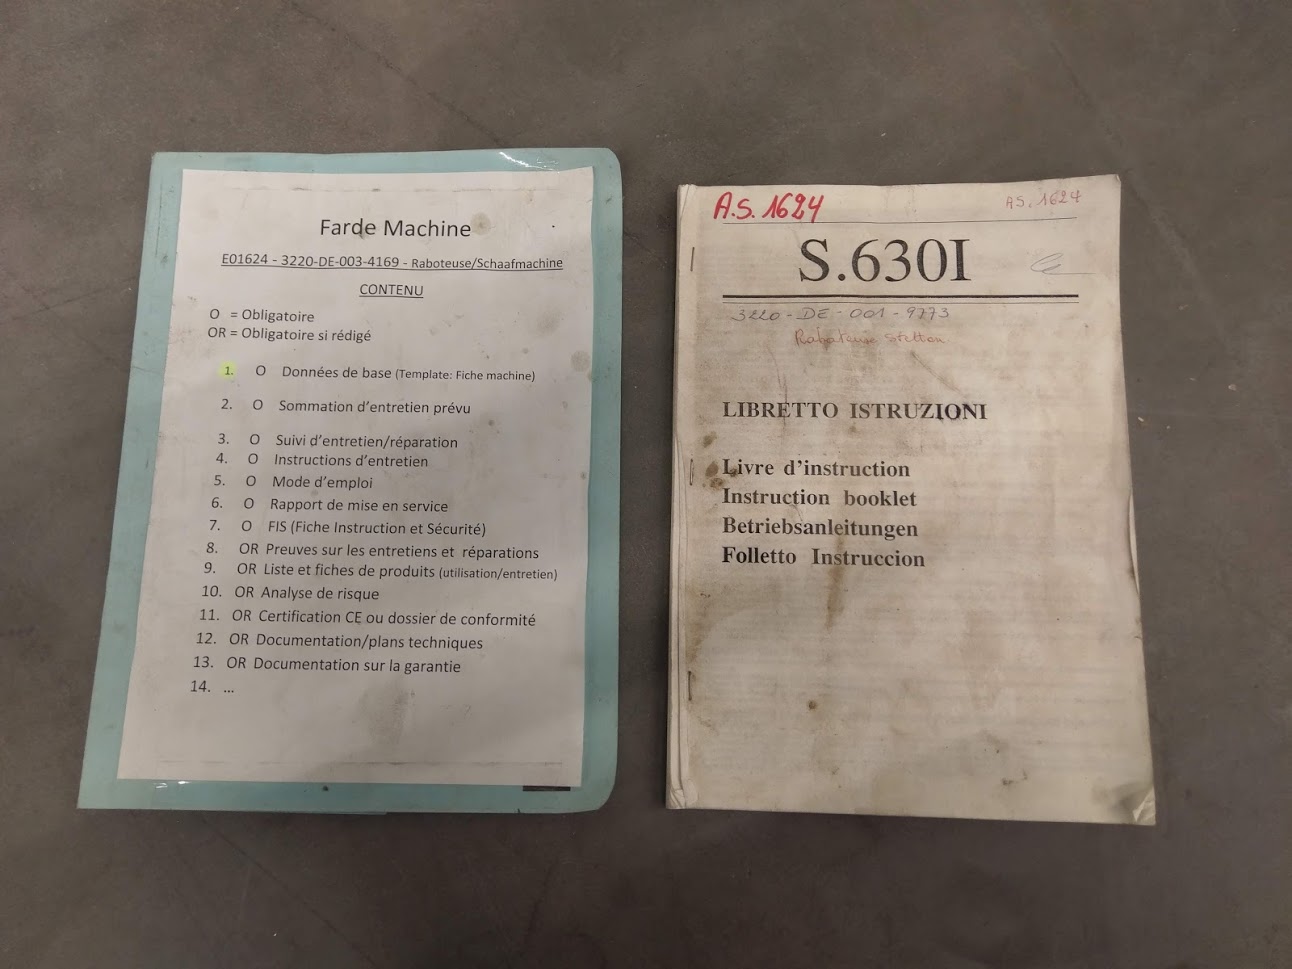 Farde Machine
E01624 - 3220-DE-003-4169 - Raboteuse/Schaafmachine
CONTENU
O = Obligatoire
OR = Obligatoire si rédigé
1. O Données de base (Template: Fiche machine)
2. O Sommation d'entretien prévu
3. O Suivi d'entretien/réparation
4. O Instructions d'entretien
5. O Mode d'emploi
6. O Rapport de mise en service
7. O FIS (Fiche Instruction et Sécurité)
8. OR Preuves sur les entretiens et réparations
9. OR Liste et fiches de produits (utilisation/entretien)
10. OR Analyse de risque
11. OR Certification CE ou dossier de conformité
12. OR Documentation/plans techniques
13. OR Documentation sur la garantie
14. ...
A.S. 1624
AS. 1624
S.630I
3220 - DE - 001 - 9773
Raboteuse
LIBRETTO ISTRUZIONI
Livre d'instruction
Instruction booklet
Betriebsanleitungen
Folletto Instruccion